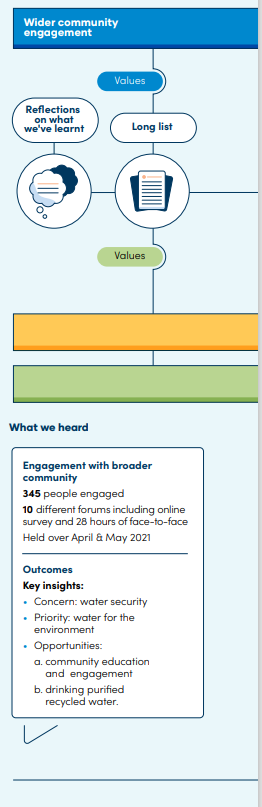 Wider community
engagement
Values
Reflections
on what
we've learnt
Long list
Values
What we heard
Engagement with broader
community
345 people engaged
10 different forums including online
survey and 28 hours of face-to-face
Held over April & May 2021
Outcomes
Key insights:
• Concern: water security
• Priority: water for the
environment
• Opportunities:
a. community education
and engagement
b. drinking purified
recycled water.